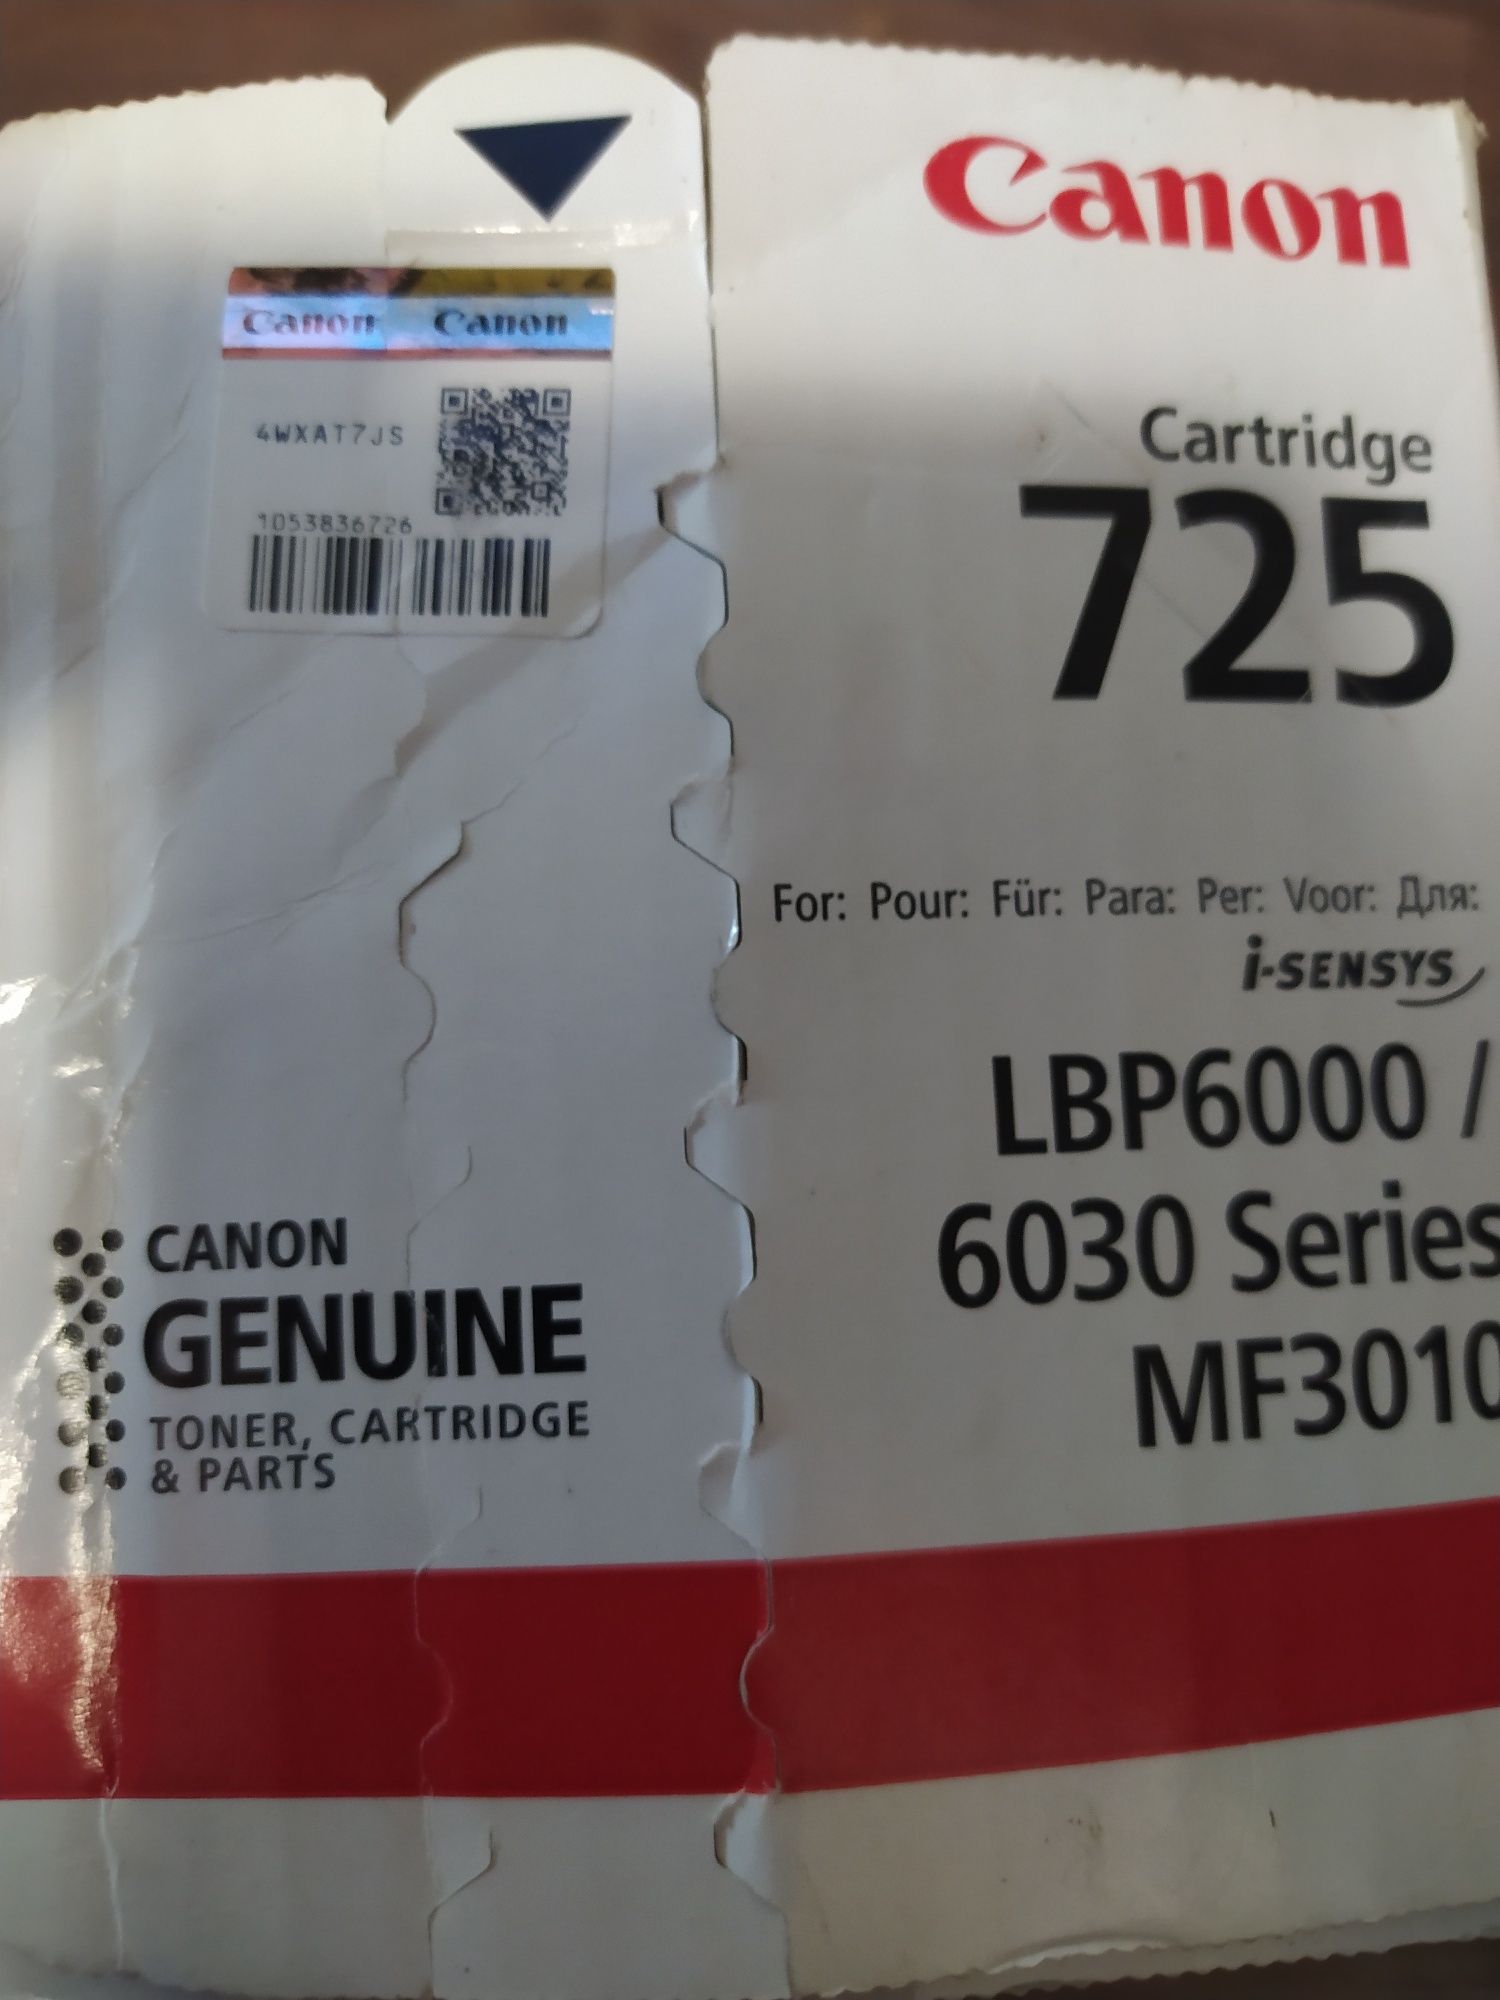 Canon
Canon Canon
4WXAT7JS
1053836726
Cartridge
725
For: Pour: Für: Para: Per: Voor: Для:
i-SENSYS
LBP6000 /
6030 Series
MF3010
CANON
GENUINE
TONER, CARTRIDGE
& PARTS